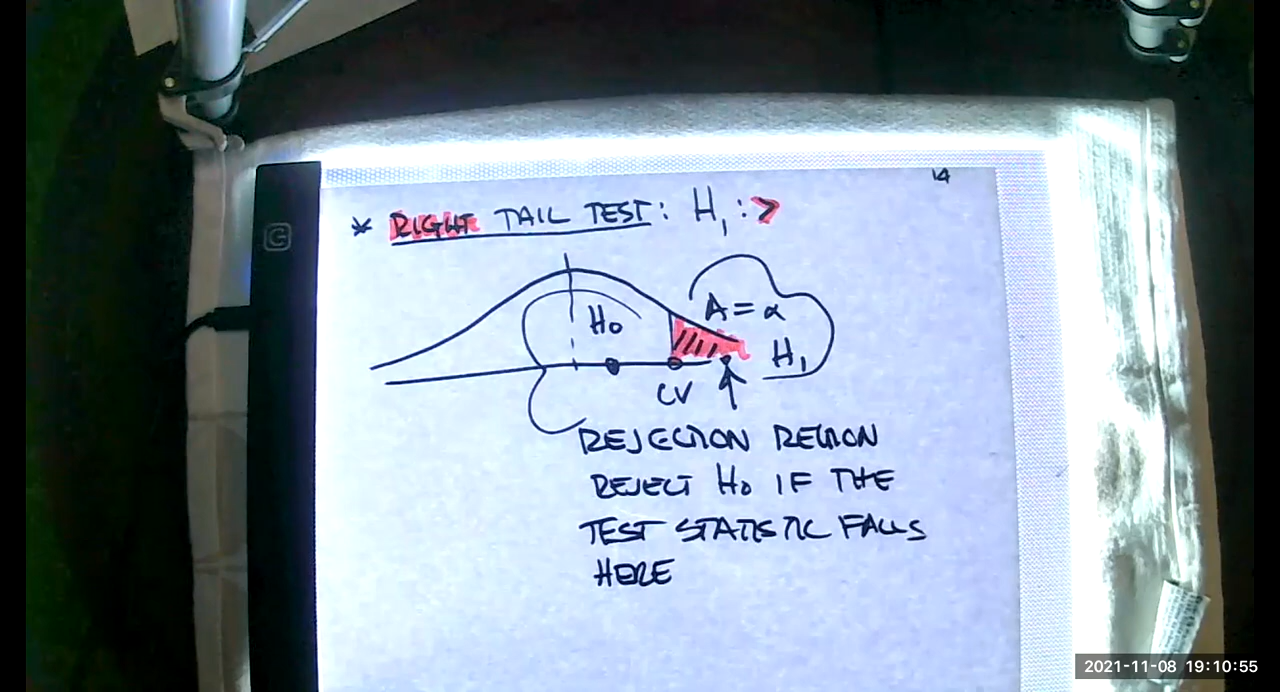 14
* RIGHT TAIL TEST: H₁: >
A = α
H₀
H₁
CV
REJECTION REGION
REJECT H₀ IF THE
TEST STATISTIC FALLS
HERE
2021-11-08 19:10:55